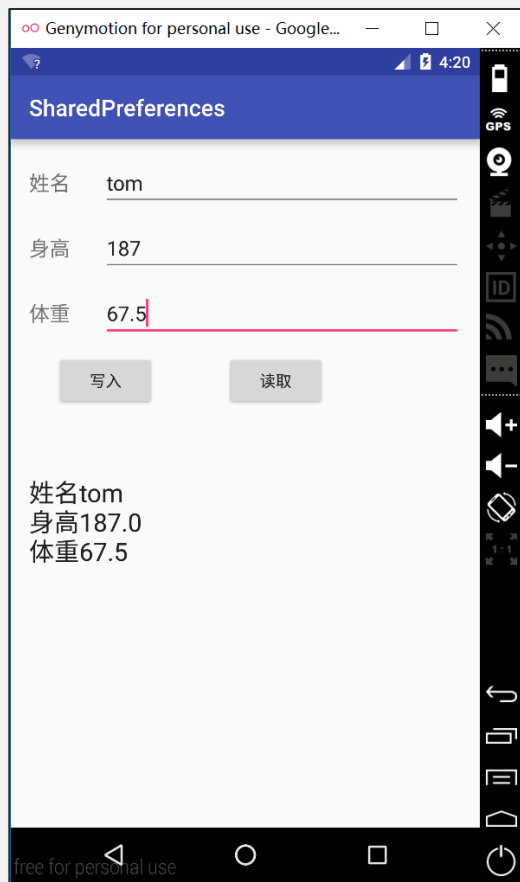 Genymotion for personal use - Google...
4:20
SharedPreferences
GPS
姓名 tom
身高 187
ID
体重 67.5
写入 读取
姓名tom
身高187.0
体重67.5
1:1
free for personal use